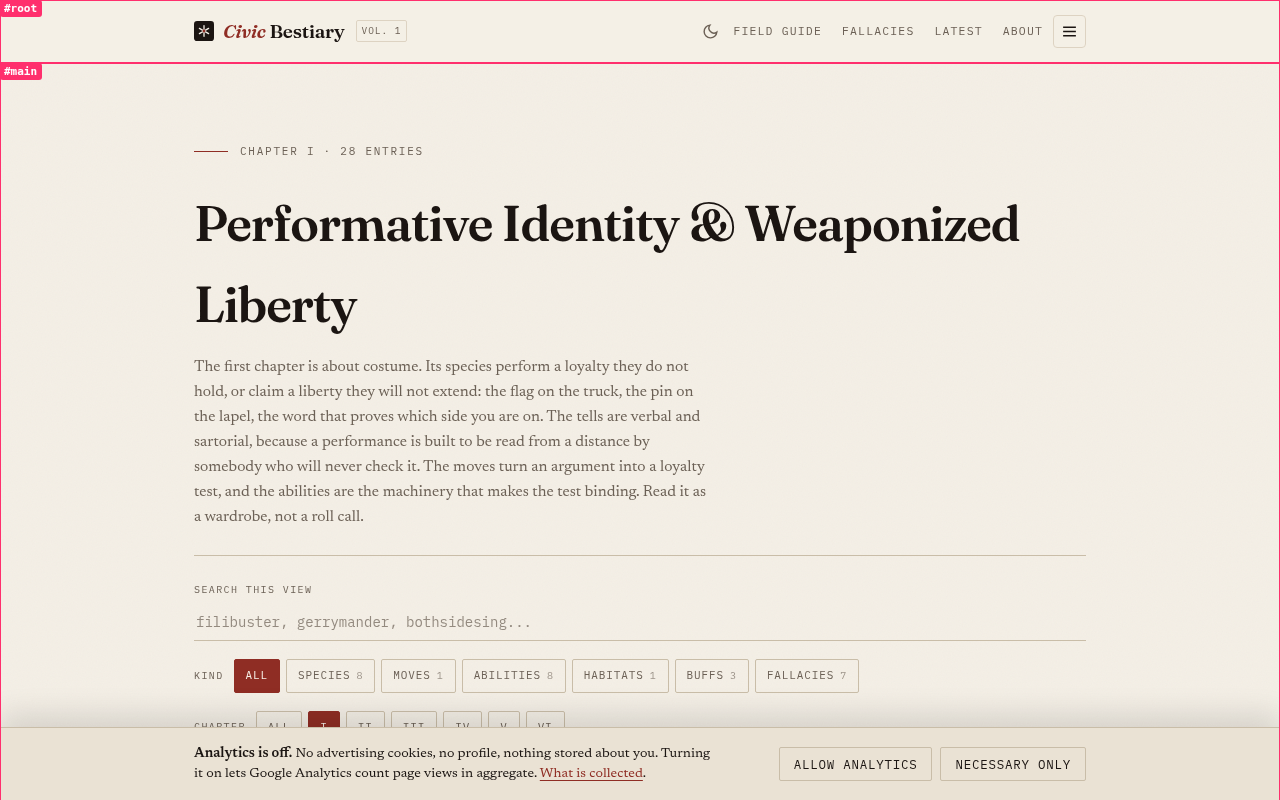 #root
Civic Bestiary VOL. 1 FIELD GUIDE FALLACIES LATEST ABOUT
#main
CHAPTER I · 28 ENTRIES
Performative Identity & Weaponized
Liberty
The first chapter is about costume. Its species perform a loyalty they do not
hold, or claim a liberty they will not extend: the flag on the truck, the pin on
the lapel, the word that proves which side you are on. The tells are verbal and
sartorial, because a performance is built to be read from a distance by
somebody who will never check it. The moves turn an argument into a loyalty
test, and the abilities are the machinery that makes the test binding. Read it as
a wardrobe, not a roll call.
SEARCH THIS VIEW
filibuster, gerrymander, bothsidesing...
KIND ALL SPECIES 8 MOVES 1 ABILITIES 8 HABITATS 1 BUFFS 3 FALLACIES 7
CHAPTER ALL I II III IV V VI
Analytics is off. No advertising cookies, no profile, nothing stored about you. Turning
it on lets Google Analytics count page views in aggregate. What is collected.
ALLOW ANALYTICS NECESSARY ONLY